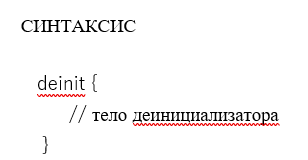 СИНТАКСИС
deinit {
// тело деинициализатора
}